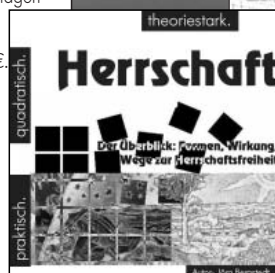 theoriestark.
€.
quadratisch.
Herrschaft
Der Überblick: Formen, Wirkung,
Wege zur Herrschaftsfreiheit
praktisch.